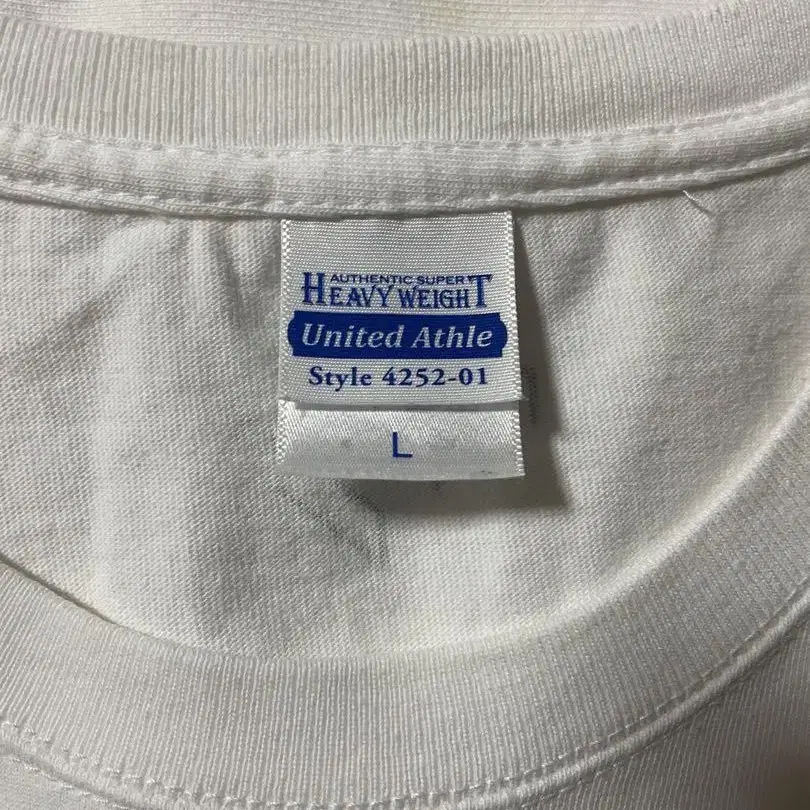 AUTHENTIC SUPER
HEAVY WEIGHT
United Athle
Style 4252-01
L